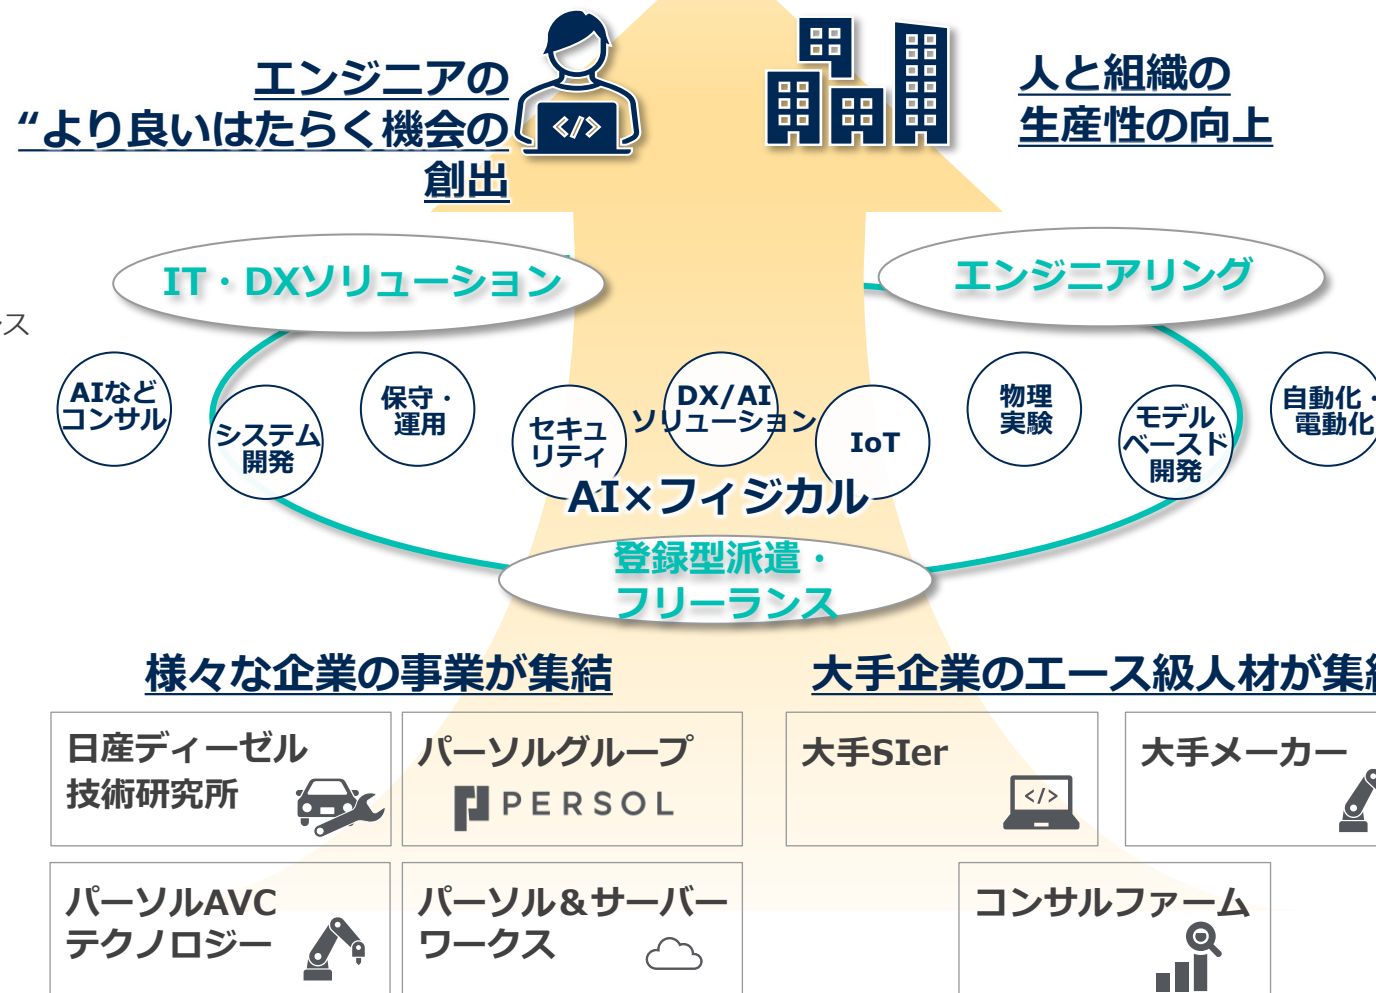 エンジニアの
“より良いはたらく機会の
創出
</>
人と組織の
生産性の向上
IT・DXソリューション
エンジニアリング
ス
AIなど
コンサル
システム
開発
保守・
運用
セキュ
リティ
DX/AI
ソリューション
IoT
物理
実験
モデル
ベースド
開発
自動化・
電動化
AI×フィジカル
登録型派遣・
フリーランス
様々な企業の事業が集結
大手企業のエース級人材が集結
日産ディーゼル
技術研究所
パーソルグループ
PERSOL
パーソルAVC
テクノロジー
パーソル＆サーバー
ワークス
大手SIer
</>
大手メーカー
コンサルファーム